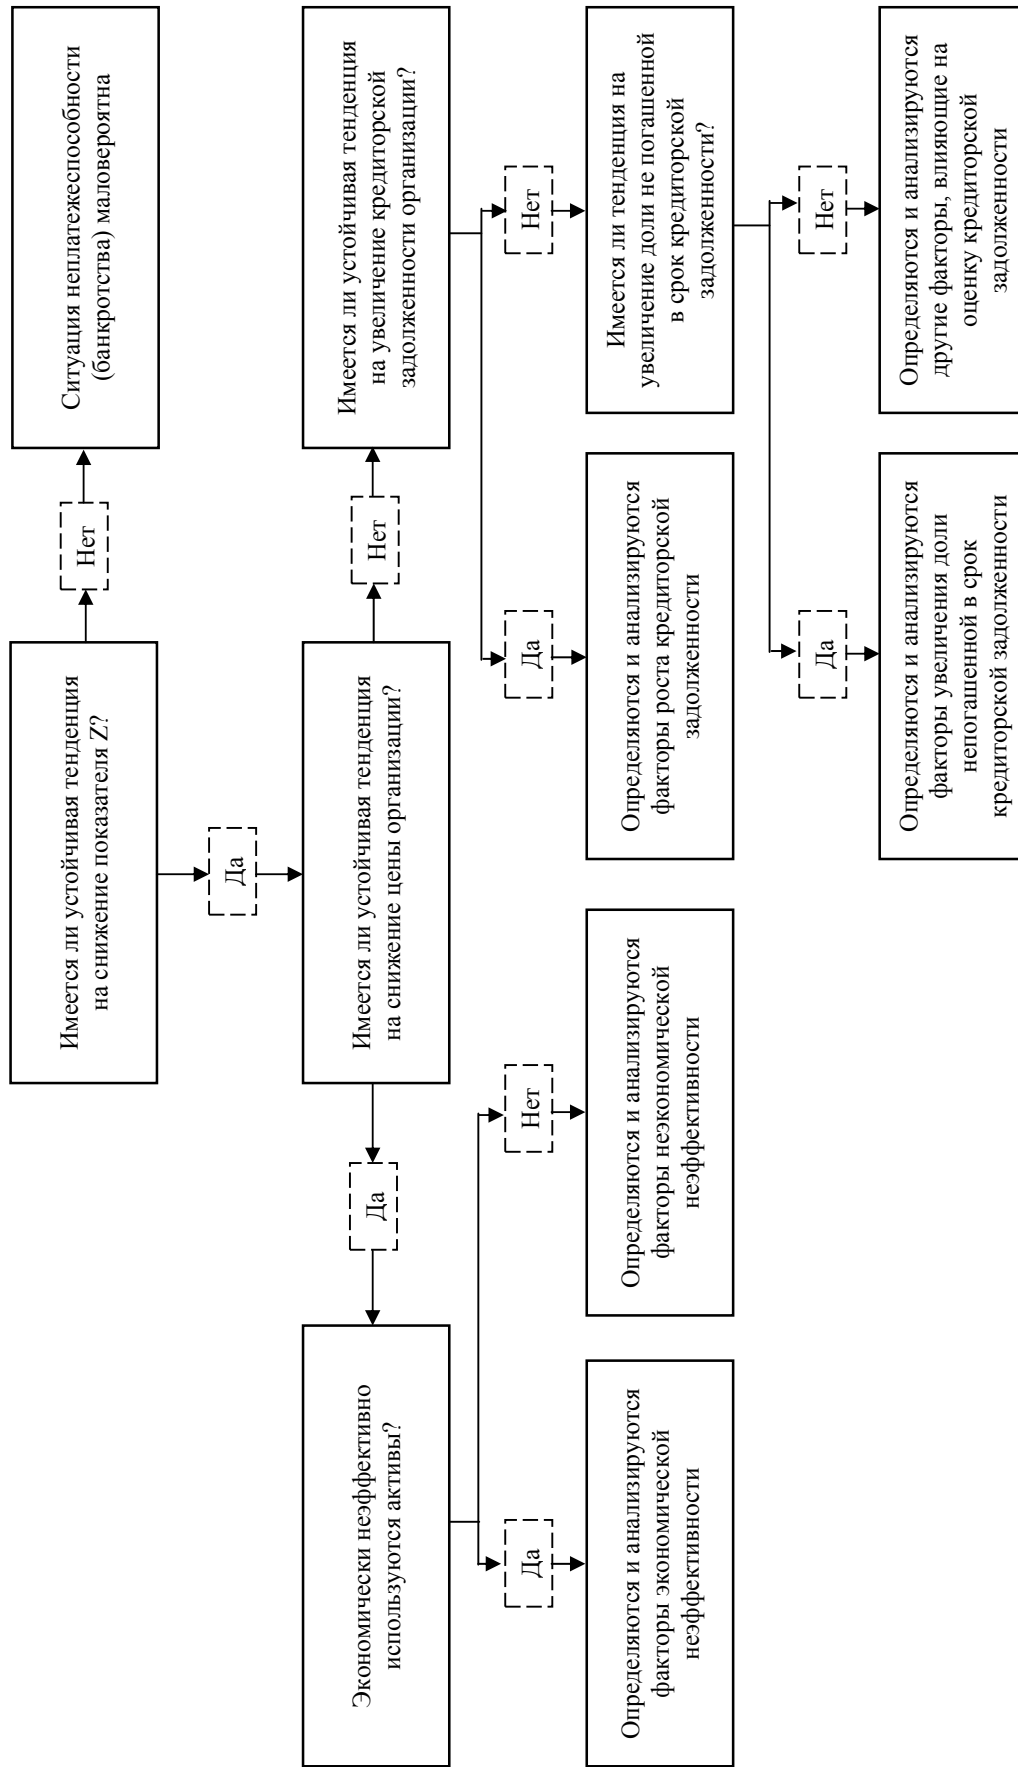 Имеется ли устойчивая тенденция
на снижение показателя Z?
Нет
Ситуация неплатежеспособности
(банкротства) маловероятна
Да
Экономически неэффективно
используются активы?
Да
Имеется ли устойчивая тенденция
на снижение цены организации?
Нет
Имеется ли устойчивая тенденция
на увеличение кредиторской
задолженности организации?
Да
Нет
Да
Нет
Определяются и анализируются
факторы экономической
неэффективности
Определяются и анализируются
факторы неэкономической
неэффективности
Определяются и анализируются
факторы роста кредиторской
задолженности
Имеется ли тенденция на
увеличение доли не погашенной
в срок кредиторской
задолженности?
Да
Нет
Определяются и анализируются
факторы увеличения доли
непогашенной в срок
кредиторской задолженности
Определяются и анализируются
другие факторы, влияющие на
оценку кредиторской
задолженности